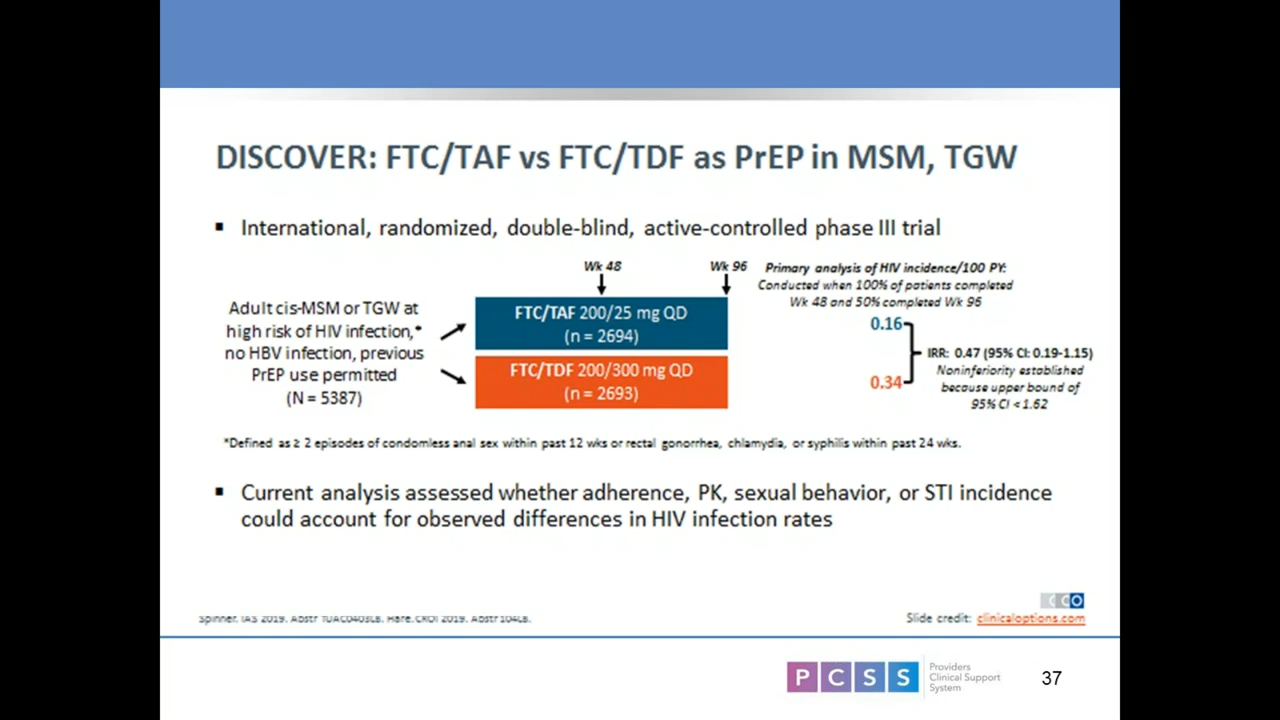 DISCOVER: FTC/TAF vs FTC/TDF as PrEP in MSM, TGW
▪ International, randomized, double-blind, active-controlled phase III trial
Wk 48
Wk 96
Primary analysis of HIV incidence/100 PY:
Conducted when 100% of patients completed
Wk 48 and 50% completed Wk 96
Adult cis-MSM or TGW at
high risk of HIV infection,*
no HBV infection, previous
PrEP use permitted
(N = 5387)
FTC/TAF 200/25 mg QD
(n = 2694)
FTC/TDF 200/300 mg QD
(n = 2693)
0.16
0.34
IRR: 0.47 (95% CI: 0.19-1.15)
Noninferiority established
because upper bound of
95% CI < 1.62
*Defined as ≥ 2 episodes of condomless anal sex within past 12 wks or rectal gonorrhea, chlamydia, or syphilis within past 24 wks.
▪ Current analysis assessed whether adherence, PK, sexual behavior, or STI incidence
could account for observed differences in HIV infection rates
CCO
Spinner. IAS 2019. Abstr TUAC0403LB. Hare. CROI 2019. Abstr 104LB.
Slide credit: clinicaloptions.com
PCSS
Providers
Clinical Support
System
37